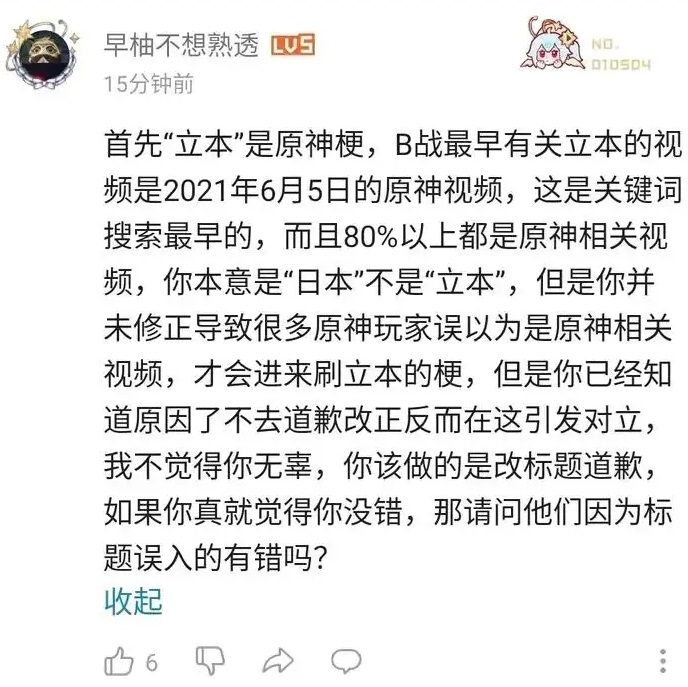 早柚不想熟透 LV5
NO.
010504
15分钟前
首先“立本”是原神梗，B战最早有关立本的视
频是2021年6月5日的原神视频，这是关键词
搜索最早的，而且80%以上都是原神相关视
频，你本意是“日本”不是“立本”，但是你并
未修正导致很多原神玩家误以为是原神相关
视频，才会进来刷立本的梗，但是你已经知
道原因了不去道歉改正反而在这引发对立，
我不觉得你无辜，你该做的是改标题道歉，
如果你真就觉得你没错，那请问他们因为标
题误入的有错吗？
收起
6